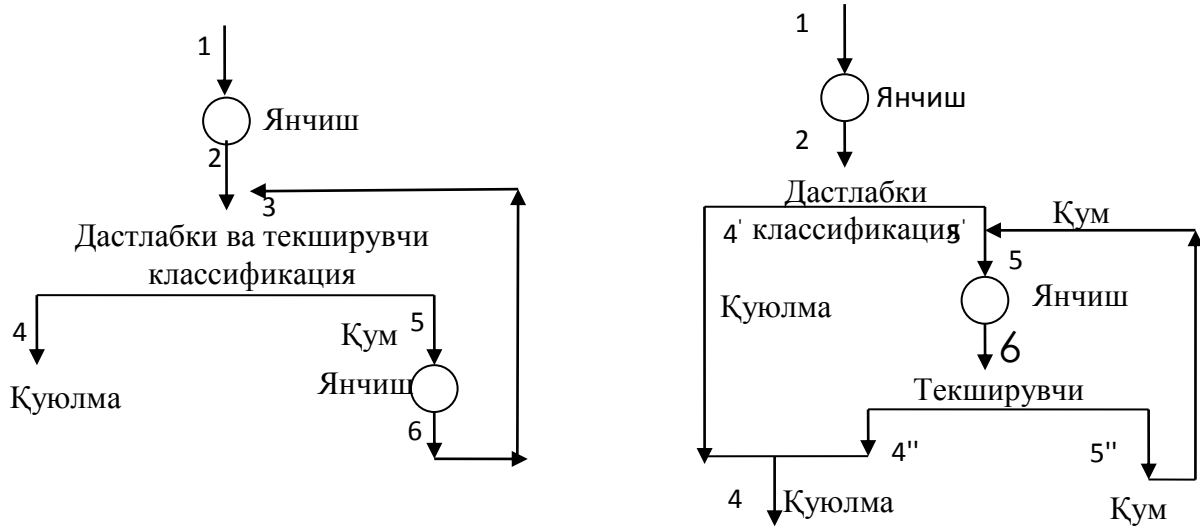 1
Янчиш
2
3
Дастлабки ва текширувчи
классификация
4
Қум
5
Янчиш
Қуюлма
6
1
Янчиш
2
Дастлабки
Қум
4' классификация 5'
5
Янчиш
Қуюлма
6
Текширувчи
4''
5''
4
Қуюлма
Қум